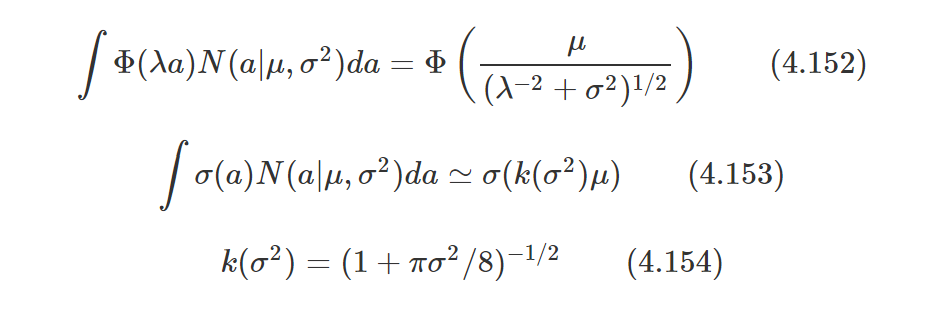 ∫ Φ(λa)N(a|μ, σ²)da = Φ ( μ / (λ⁻² + σ²)^{1/2} ) (4.152)
∫ σ(a)N(a|μ, σ²)da ≃ σ(k(σ²)μ) (4.153)
k(σ²) = (1 + πσ²/8)^{−1/2} (4.154)